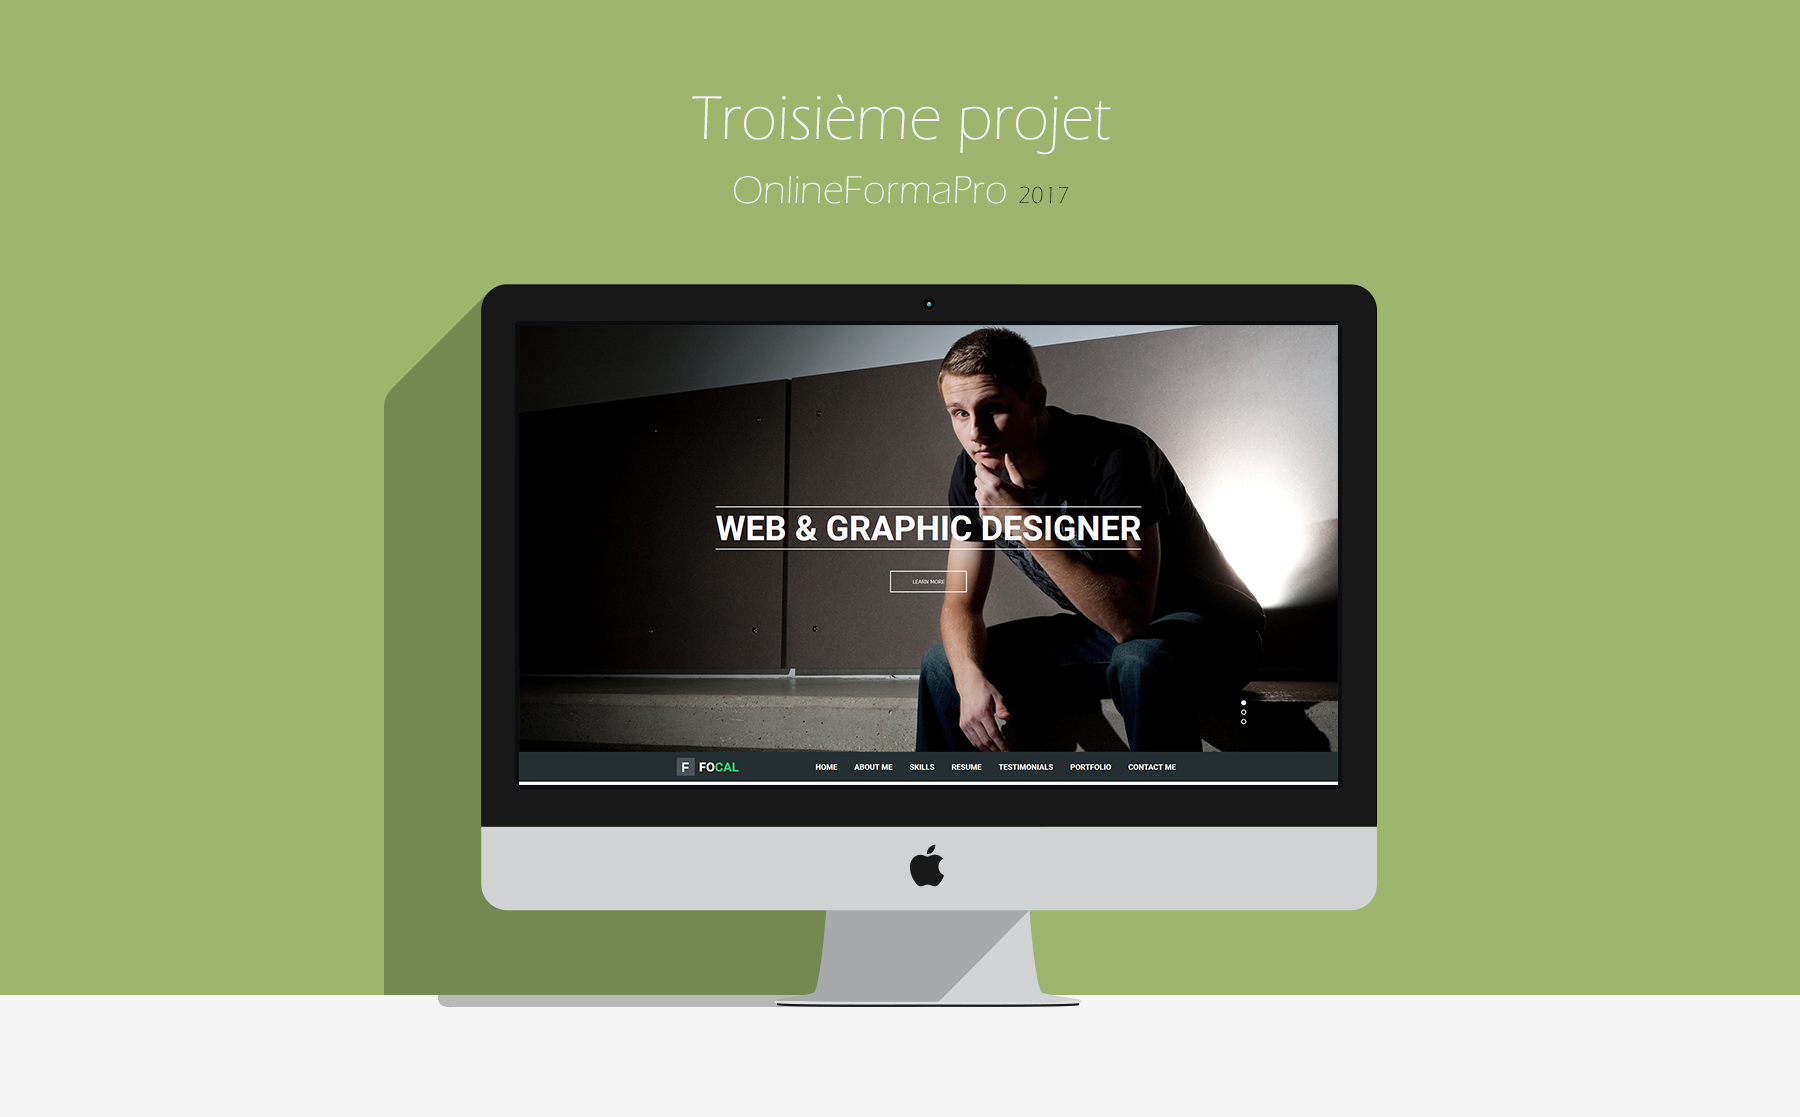 Troisième projet
OnlineFormaPro 2017
WEB & GRAPHIC DESIGNER
LEARN MORE
F FOCAL HOME ABOUT ME SKILLS RESUME TESTIMONIALS PORTFOLIO CONTACT ME